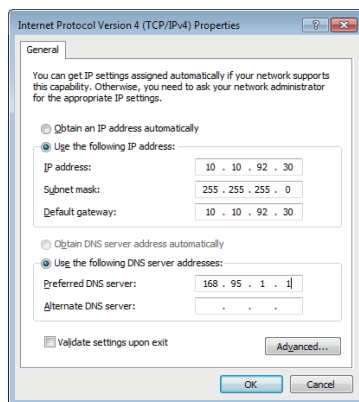 Internet Protocol Version 4 (TCP/IPv4) Properties
General
You can get IP settings assigned automatically if your network supports
this capability. Otherwise, you need to ask your network administrator
for the appropriate IP settings.
Obtain an IP address automatically
Use the following IP address:
IP address: 10 . 10 . 92 . 30
Subnet mask: 255 . 255 . 255 . 0
Default gateway: 10 . 10 . 92 . 30
Obtain DNS server address automatically
Use the following DNS server addresses:
Preferred DNS server: 168 . 95 . 1 . 1
Alternate DNS server: . . .
Validate settings upon exit
Advanced...
OK Cancel